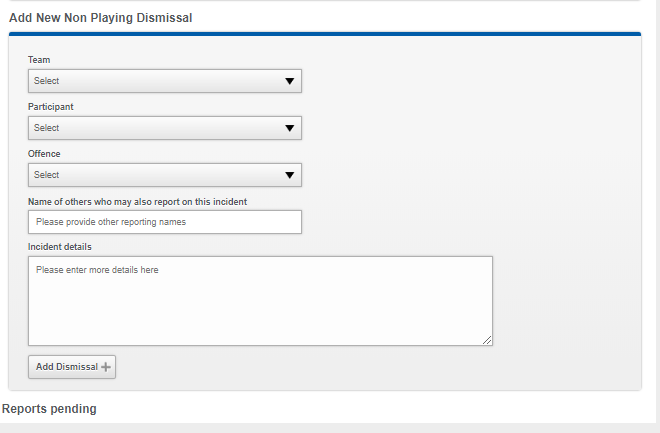 Add New Non Playing Dismissal
Team
Select
Participant
Select
Offence
Select
Name of others who may also report on this incident
Please provide other reporting names
Incident details
Please enter more details here
Add Dismissal
Reports pending